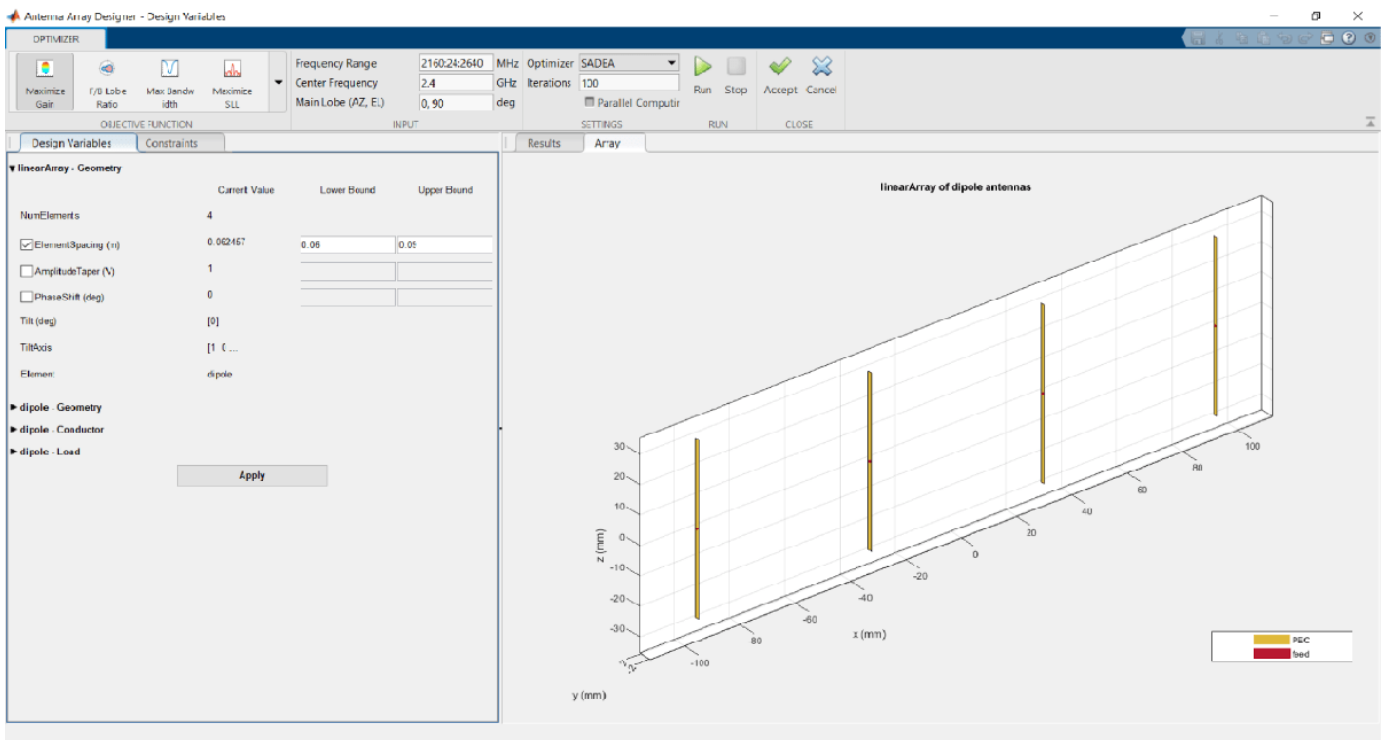 Antenna Array Designer - Design Variables
OPTIMIZER
Maximize Gain
F/B Lobe Ratio
Max Bandw idth
Maximize SLL
OBJECTIVE FUNCTION
Frequency Range 2160:24:2640 MHz
Center Frequency 2.4 GHz
Main Lobe (AZ, EL) 0, 90 deg
INPUT
Optimizer SADEA
Iterations 100
Parallel Computin
SETTINGS
Run Stop
RUN
Accept Cancel
CLOSE
Design Variables Constraints
linearArray - Geometry
Current Value Lower Bound Upper Bound
NumElements 4
ElementSpacing (m) 0.062457 0.06 0.09
AmplitudeTaper (V) 1
PhaseShift (deg) 0
Tilt (deg) [0]
TiltAxis [1 0 ...
Element dipole
dipole - Geometry
dipole - Conductor
dipole - Load
Apply
Results Array
linearArray of dipole antennas
30
20
10
0
-10
-20
-30
z (mm)
100
80
60
40
20
0
-20
-40
-60
80
-100
x (mm)
y (mm)
PEC
feed